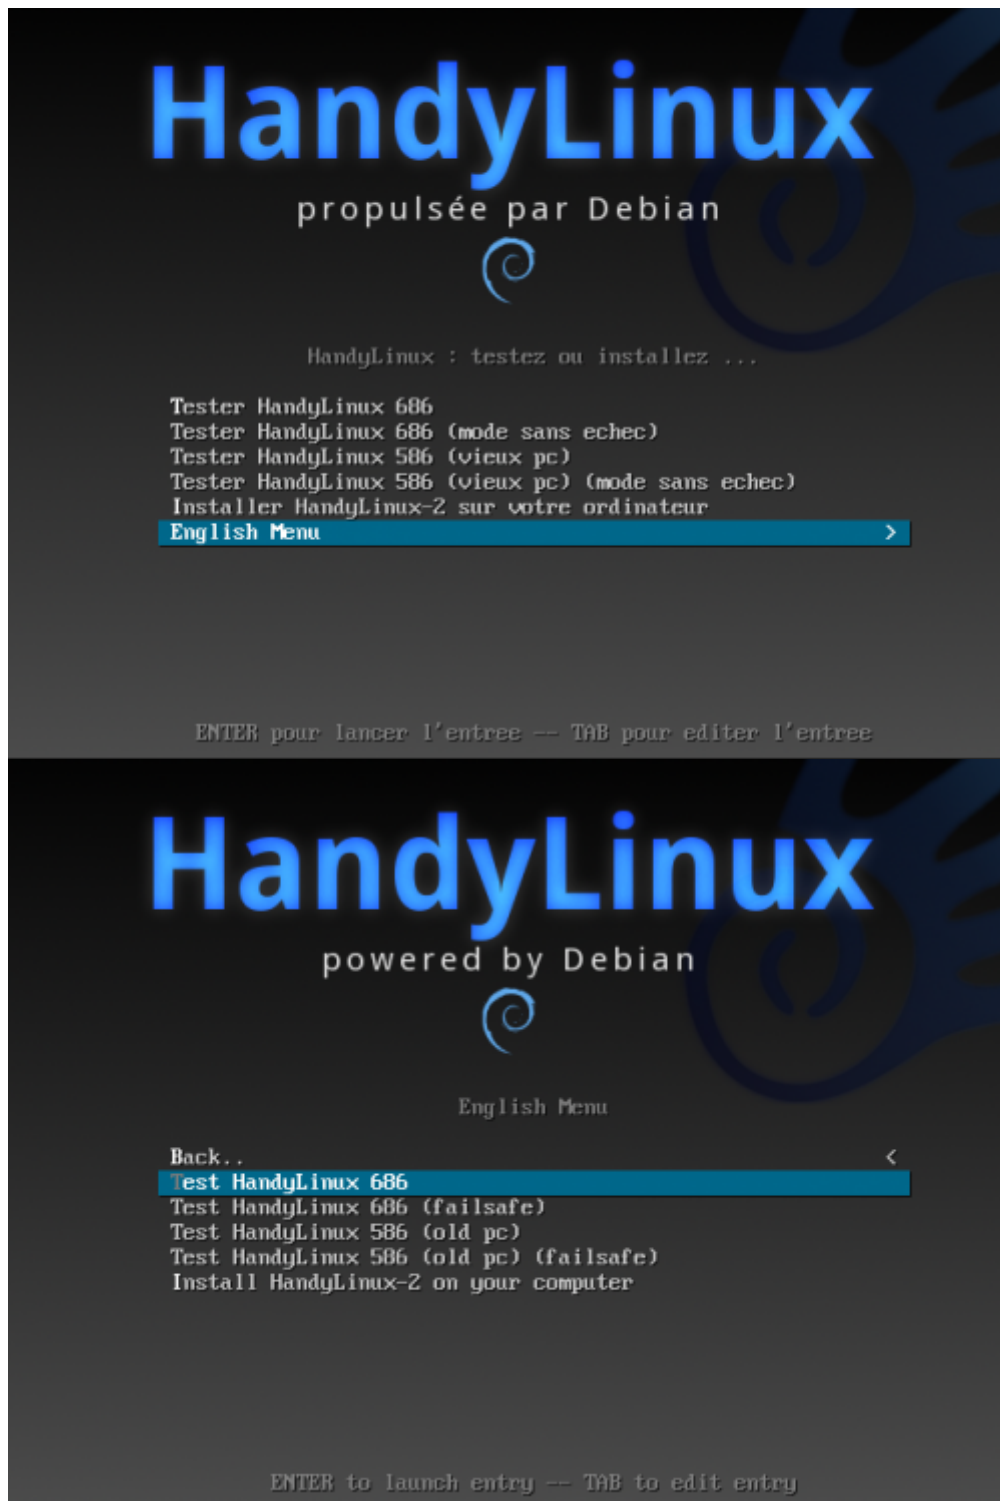 HandyLinux
propulsée par Debian
HandyLinux : testez ou installez ...
Tester HandyLinux 686
Tester HandyLinux 686 (mode sans echec)
Tester HandyLinux 586 (vieux pc)
Tester HandyLinux 586 (vieux pc) (mode sans echec)
Installer HandyLinux-2 sur votre ordinateur
English Menu >
ENTER pour lancer l'entree -- TAB pour editer l'entree
HandyLinux
powered by Debian
English Menu
Back.. <
Test HandyLinux 686
Test HandyLinux 686 (failsafe)
Test HandyLinux 586 (old pc)
Test HandyLinux 586 (old pc) (failsafe)
Install HandyLinux-2 on your computer
ENTER to launch entry -- TAB to edit entry